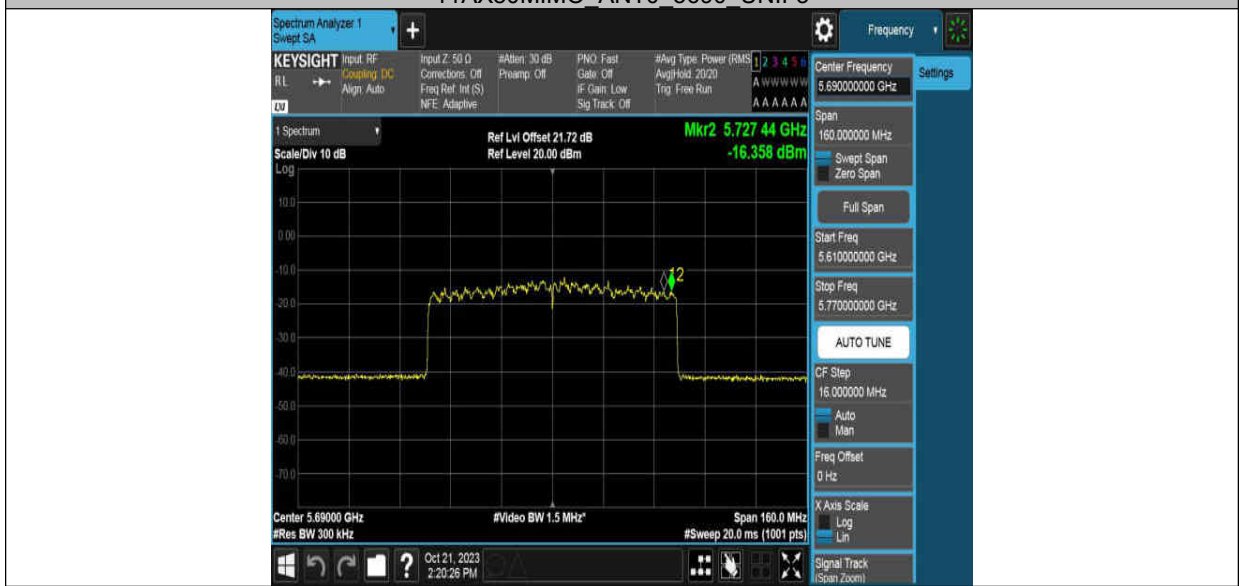 Spectrum Analyzer 1
Swept SA
+
Frequency
KEYSIGHT
RL
Input: RF
Coupling: DC
Align: Auto
Input Z: 50 Ω
Corrections: Off
Freq Ref: Int (S)
NFE: Adaptive
#Atten: 30 dB
Preamp: Off
PNO: Fast
Gate: Off
IF Gain: Low
Sig Track: Off
#Avg Type: Power (RMS
Avg|Hold: 20/20
Trig: Free Run
1 2 3 4 5 6
A W W W W W
A A A A A A
Center Frequency
5.690000000 GHz
Settings
Span
160.000000 MHz
Swept Span
Zero Span
Full Span
Start Freq
5.610000000 GHz
Stop Freq
5.770000000 GHz
AUTO TUNE
CF Step
16.000000 MHz
Auto
Man
Freq Offset
0 Hz
X Axis Scale
Log
Lin
Signal Track
(Span Zoom)
1 Spectrum
Scale/Div 10 dB
Log
Ref Lvl Offset 21.72 dB
Ref Level 20.00 dBm
Mkr2 5.727 44 GHz
-16.358 dBm
10.0
0.00
-10.0
-20.0
-30.0
-40.0
-50.0
-60.0
-70.0
12
Center 5.69000 GHz
#Res BW 300 kHz
#Video BW 1.5 MHz*
Span 160.0 MHz
#Sweep 20.0 ms (1001 pts)
?
Oct 21, 2023
2:20:26 PM